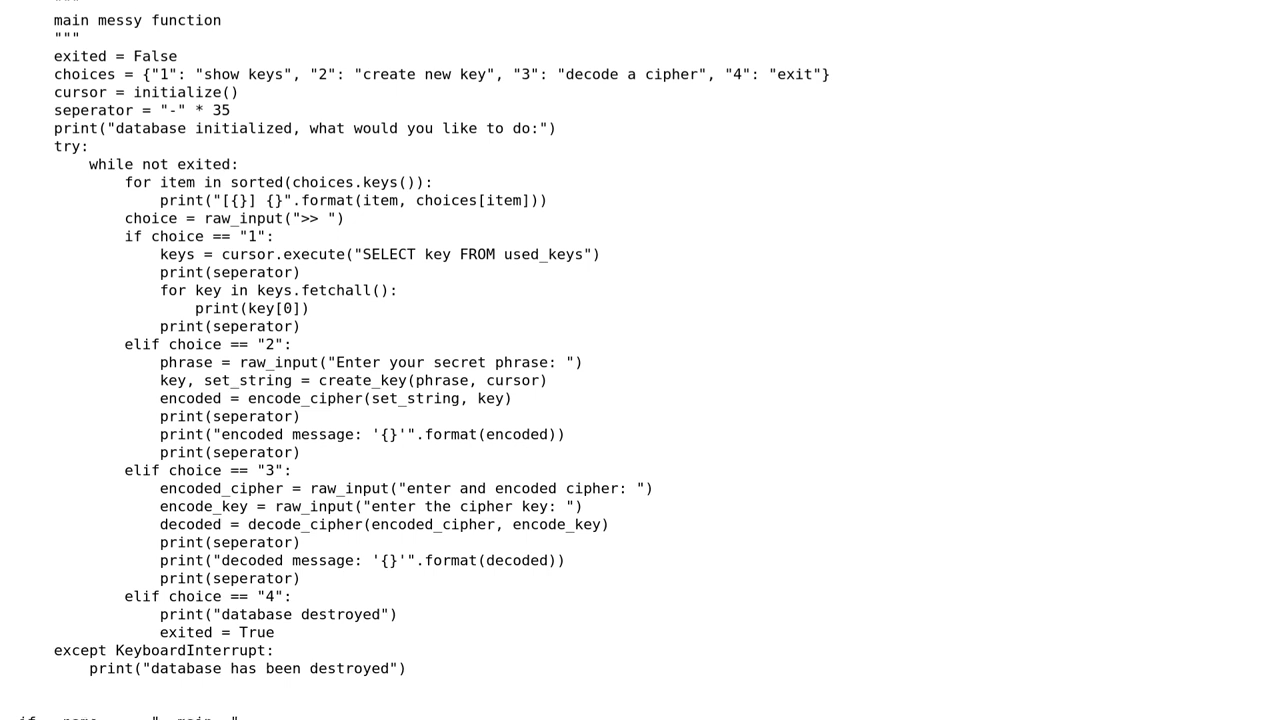 """
    main messy function
    """
    exited = False
    choices = {"1": "show keys", "2": "create new key", "3": "decode a cipher", "4": "exit"}
    cursor = initialize()
    seperator = "-" * 35
    print("database initialized, what would you like to do:")
    try:
        while not exited:
            for item in sorted(choices.keys()):
                print("[{}] {}".format(item, choices[item]))
            choice = raw_input(">> ")
            if choice == "1":
                keys = cursor.execute("SELECT key FROM used_keys")
                print(seperator)
                for key in keys.fetchall():
                    print(key[0])
                print(seperator)
            elif choice == "2":
                phrase = raw_input("Enter your secret phrase: ")
                key, set_string = create_key(phrase, cursor)
                encoded = encode_cipher(set_string, key)
                print(seperator)
                print("encoded message: '{}'".format(encoded))
                print(seperator)
            elif choice == "3":
                encoded_cipher = raw_input("enter and encoded cipher: ")
                encode_key = raw_input("enter the cipher key: ")
                decoded = decode_cipher(encoded_cipher, encode_key)
                print(seperator)
                print("decoded message: '{}'".format(decoded))
                print(seperator)
            elif choice == "4":
                print("database destroyed")
                exited = True
    except KeyboardInterrupt:
        print("database has been destroyed")